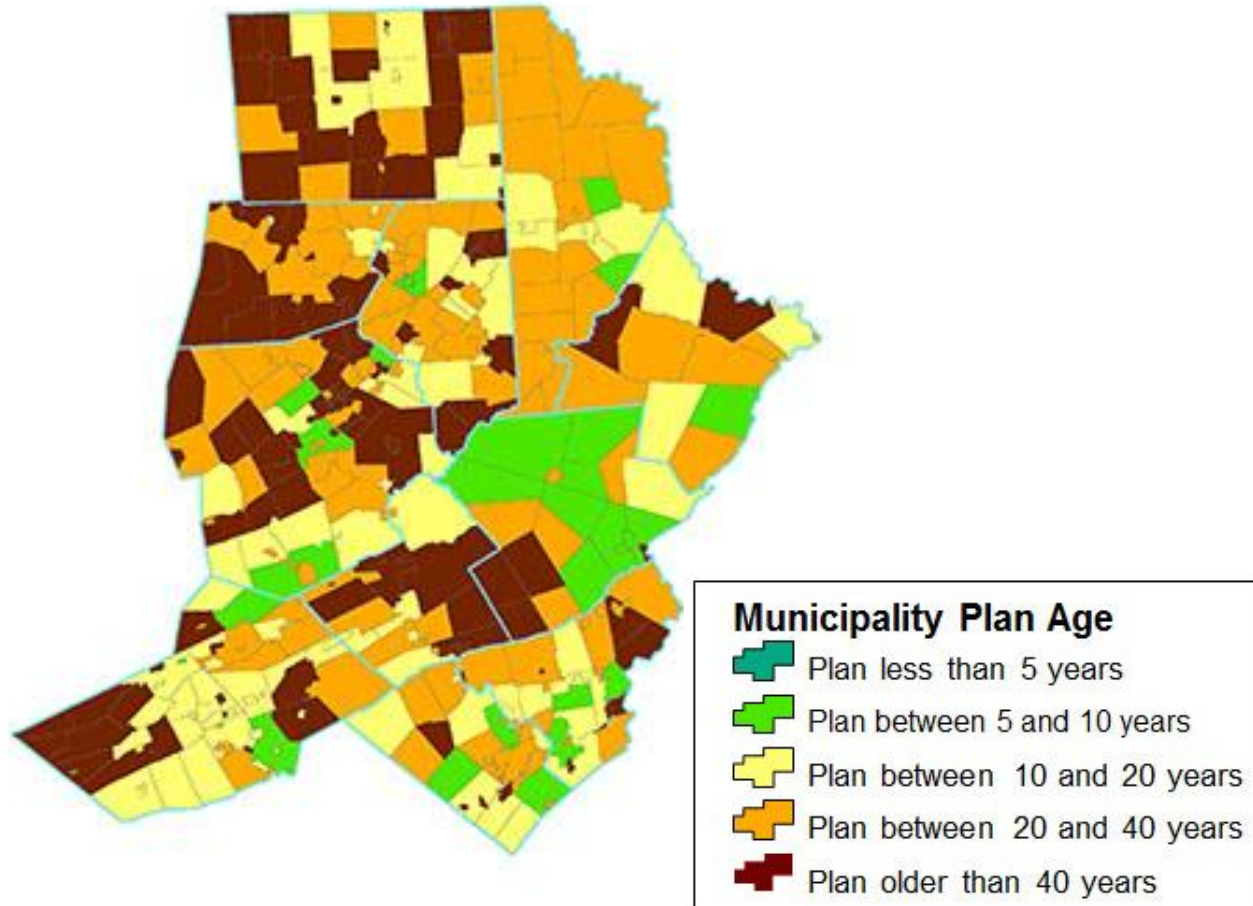 Municipality Plan Age
Plan less than 5 years
Plan between 5 and 10 years
Plan between 10 and 20 years
Plan between 20 and 40 years
Plan older than 40 years